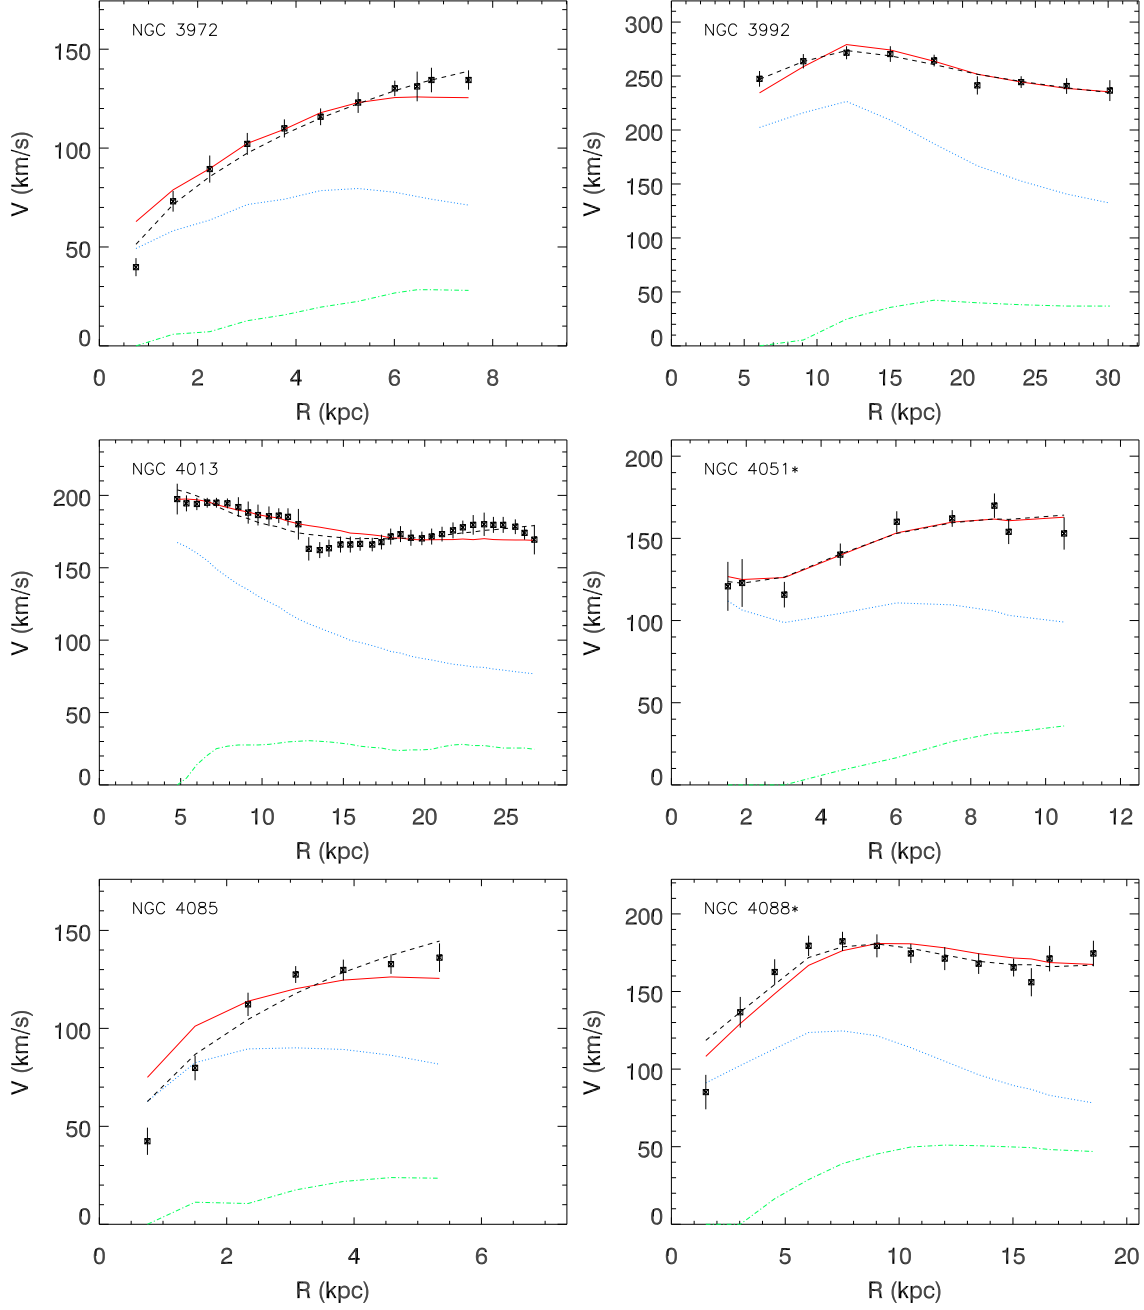 NGC 3972
150
100
50
0
0 2 4 6 8
V (km/s)
R (kpc)
NGC 3992
300
250
200
150
100
50
0
0 5 10 15 20 25 30
V (km/s)
R (kpc)
NGC 4013
200
150
100
50
0
0 5 10 15 20 25
V (km/s)
R (kpc)
NGC 4051*
200
150
100
50
0
0 2 4 6 8 10 12
V (km/s)
R (kpc)
NGC 4085
150
100
50
0
0 2 4 6
V (km/s)
R (kpc)
NGC 4088*
200
150
100
50
0
0 5 10 15 20
V (km/s)
R (kpc)